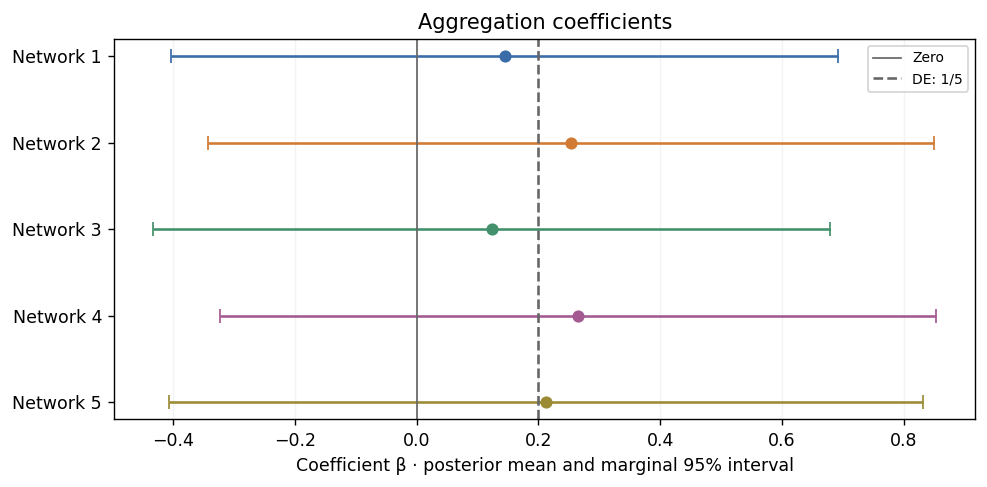 Aggregation coefficients
Network 1
Network 2
Network 3
Network 4
Network 5
Zero
DE: 1/5
−0.4 −0.2 0.0 0.2 0.4 0.6 0.8
Coefficient β · posterior mean and marginal 95% interval